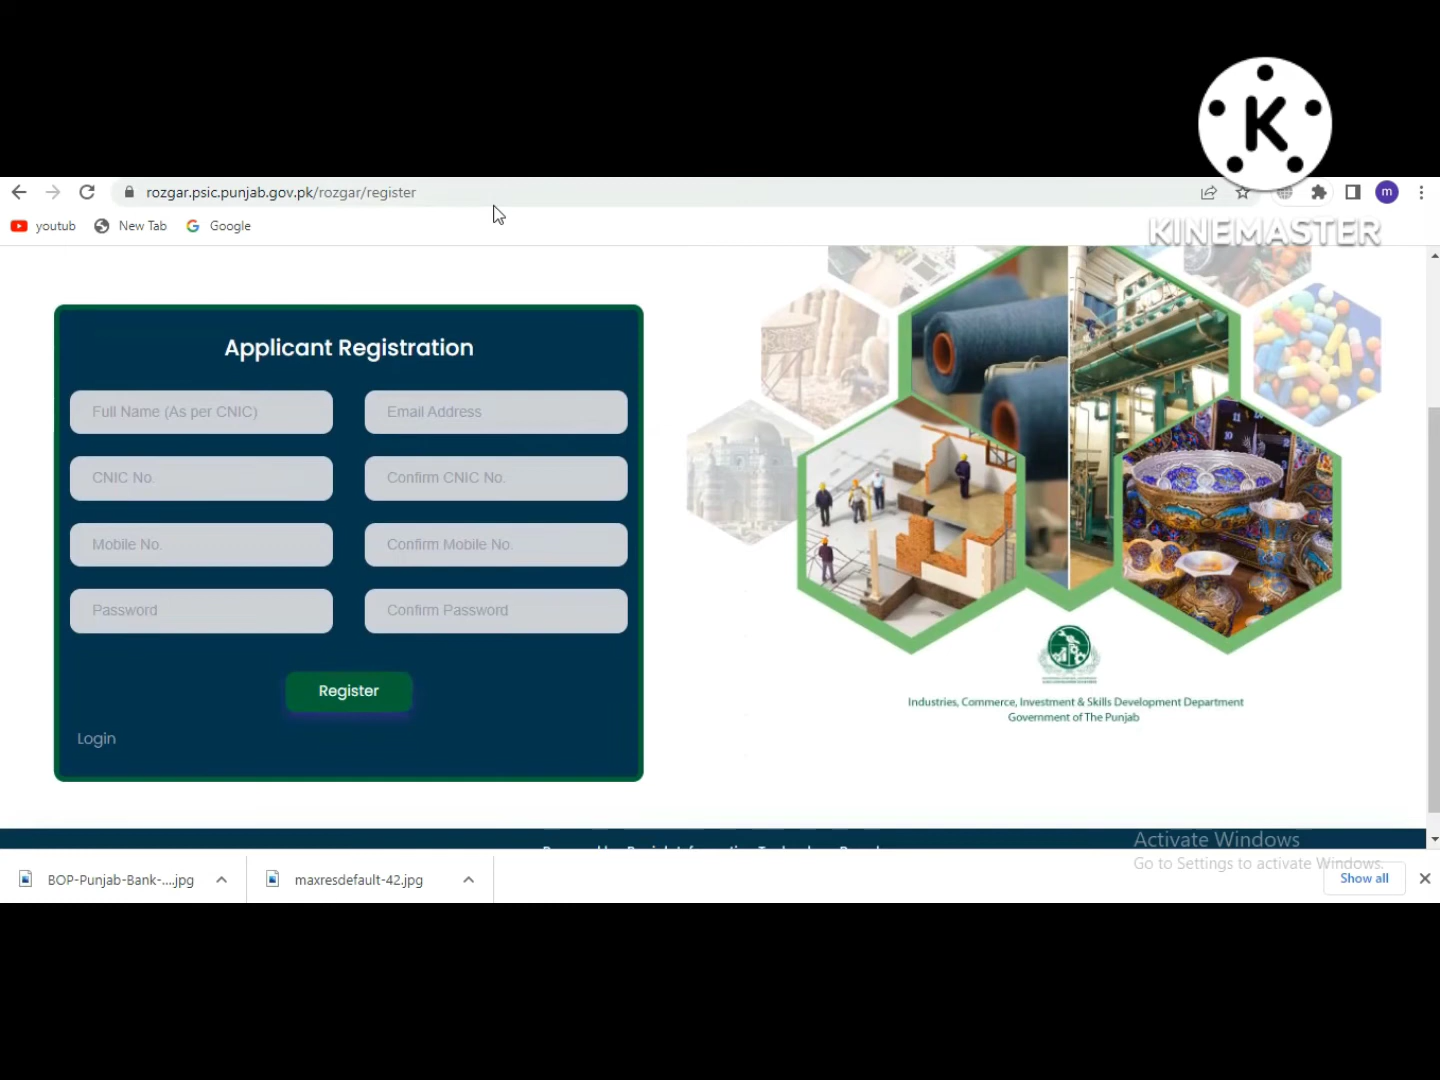 K
KINEMASTER
rozgar.psic.punjab.gov.pk/rozgar/register
m
youtub
New Tab
Google
Applicant Registration
Full Name (As per CNIC)
Email Address
CNIC No.
Confirm CNIC No.
Mobile No.
Confirm Mobile No.
Password
Confirm Password
Register
Login
11
10
Industries, Commerce, Investment & Skills Development Department
Government of The Punjab
Activate Windows
Go to Settings to activate Windows.
BOP-Punjab-Bank-....jpg
maxresdefault-42.jpg
Show all